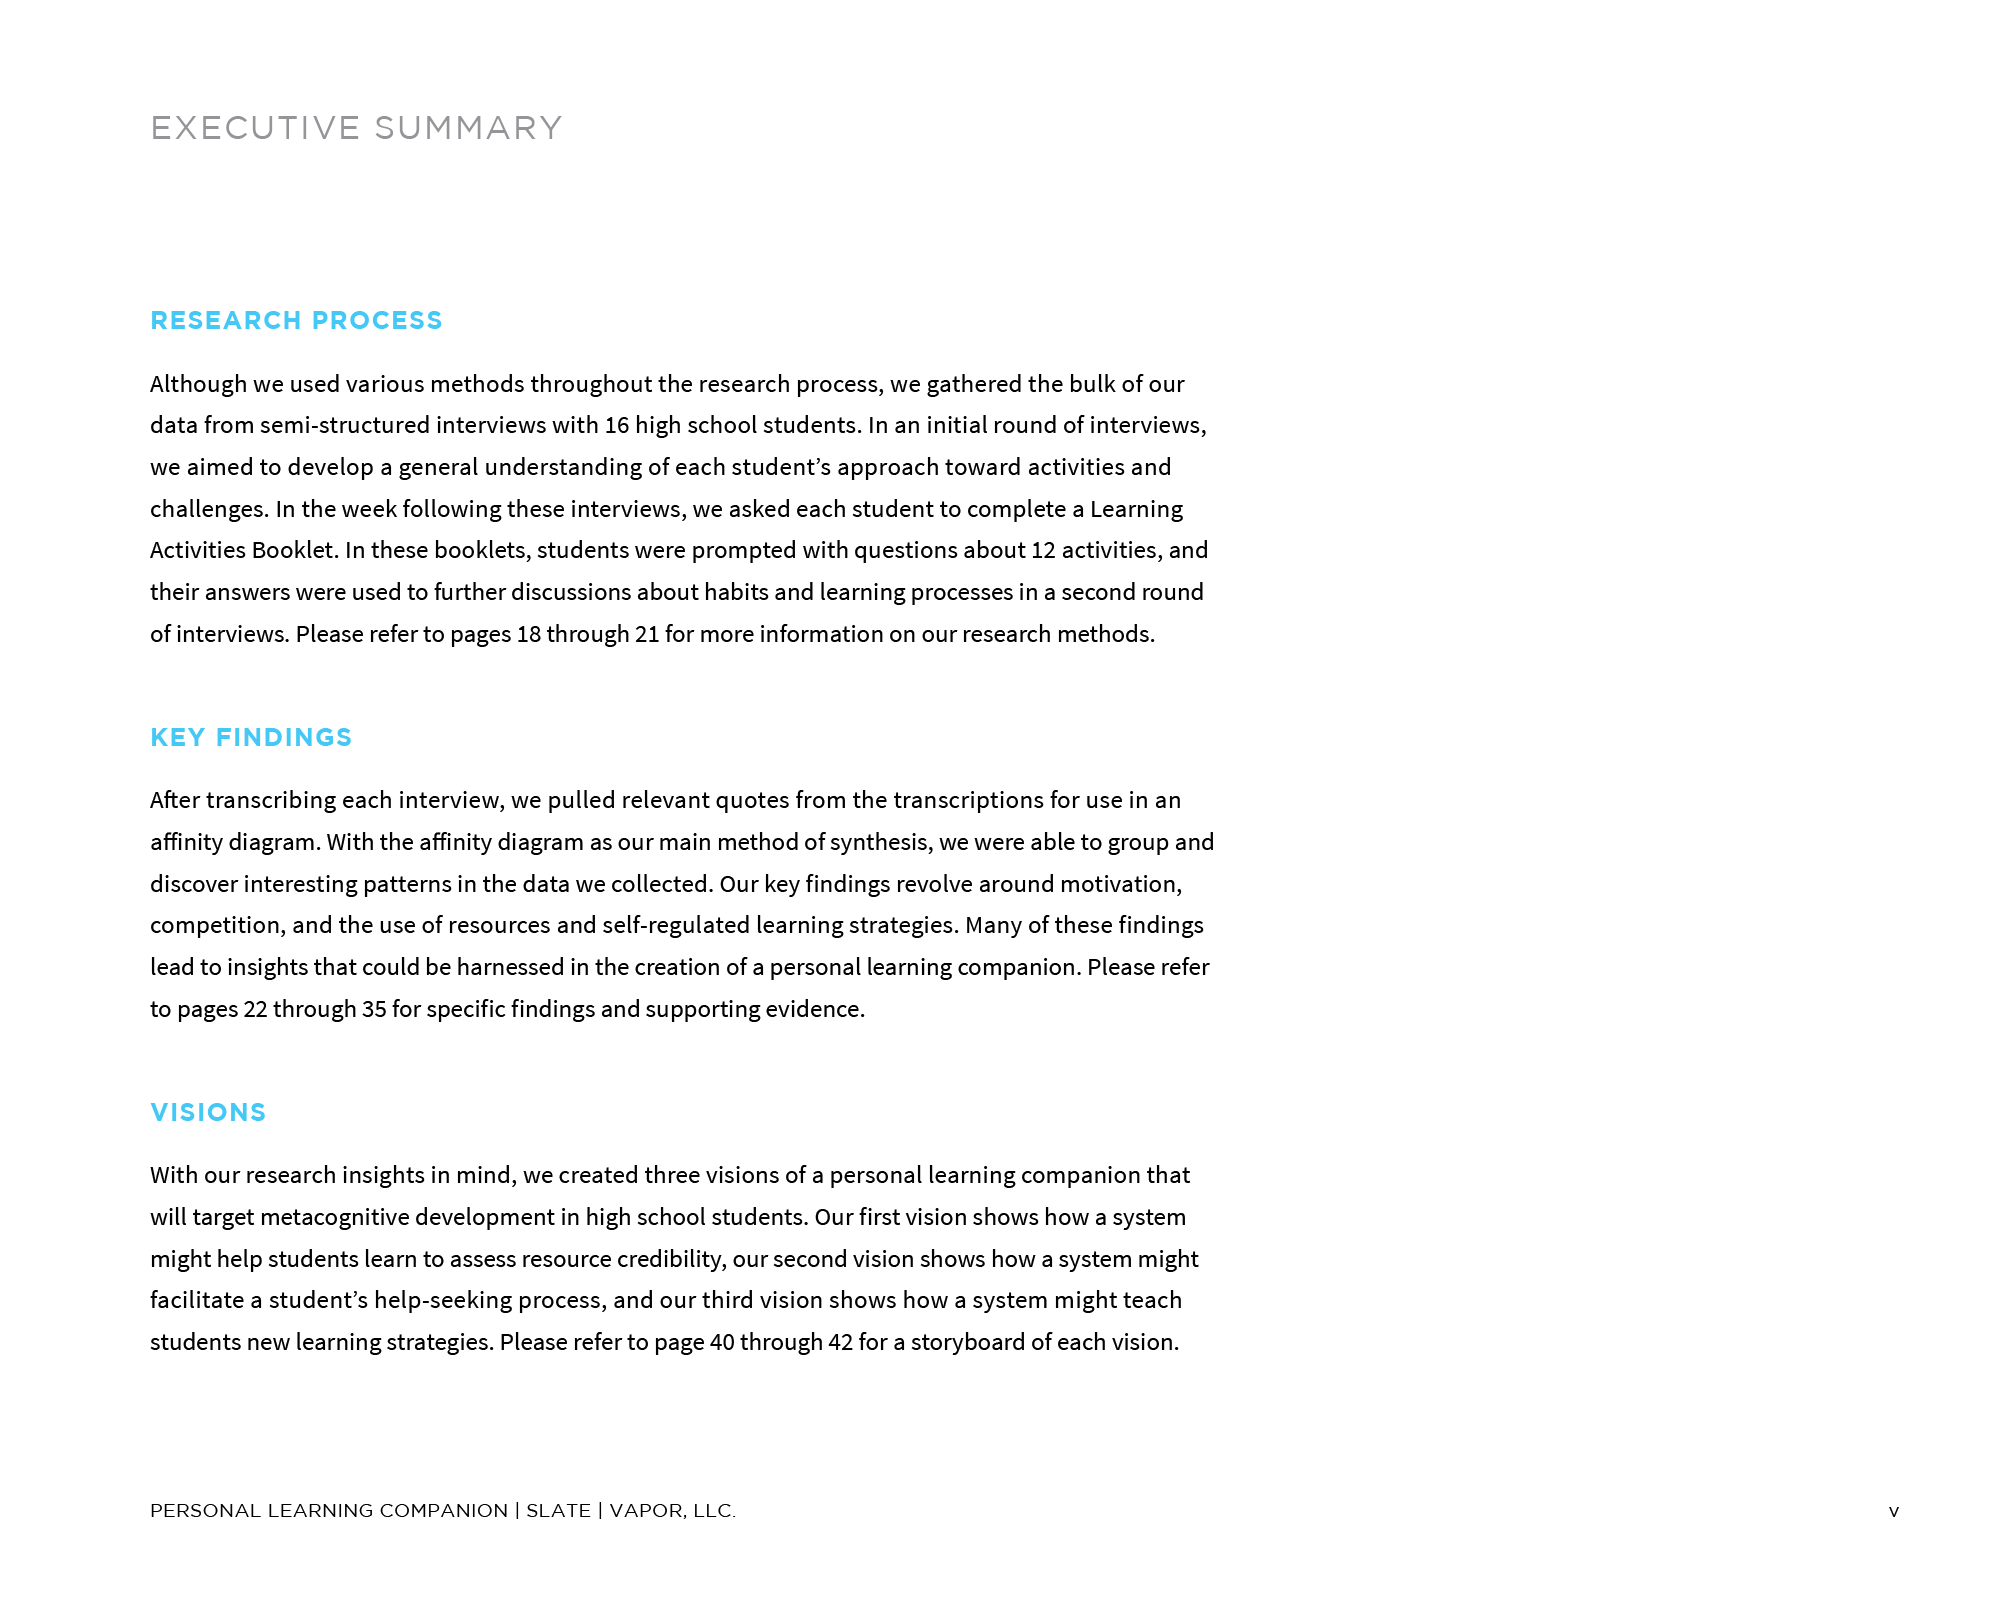 EXECUTIVE SUMMARY
RESEARCH PROCESS
Although we used various methods throughout the research process, we gathered the bulk of our
data from semi-structured interviews with 16 high school students. In an initial round of interviews,
we aimed to develop a general understanding of each student’s approach toward activities and
challenges. In the week following these interviews, we asked each student to complete a Learning
Activities Booklet. In these booklets, students were prompted with questions about 12 activities, and
their answers were used to further discussions about habits and learning processes in a second round
of interviews. Please refer to pages 18 through 21 for more information on our research methods.
KEY FINDINGS
After transcribing each interview, we pulled relevant quotes from the transcriptions for use in an
affinity diagram. With the affinity diagram as our main method of synthesis, we were able to group and
discover interesting patterns in the data we collected. Our key findings revolve around motivation,
competition, and the use of resources and self-regulated learning strategies. Many of these findings
lead to insights that could be harnessed in the creation of a personal learning companion. Please refer
to pages 22 through 35 for specific findings and supporting evidence.
VISIONS
With our research insights in mind, we created three visions of a personal learning companion that
will target metacognitive development in high school students. Our first vision shows how a system
might help students learn to assess resource credibility, our second vision shows how a system might
facilitate a student’s help-seeking process, and our third vision shows how a system might teach
students new learning strategies. Please refer to page 40 through 42 for a storyboard of each vision.
PERSONAL LEARNING COMPANION | SLATE | VAPOR, LLC.
v